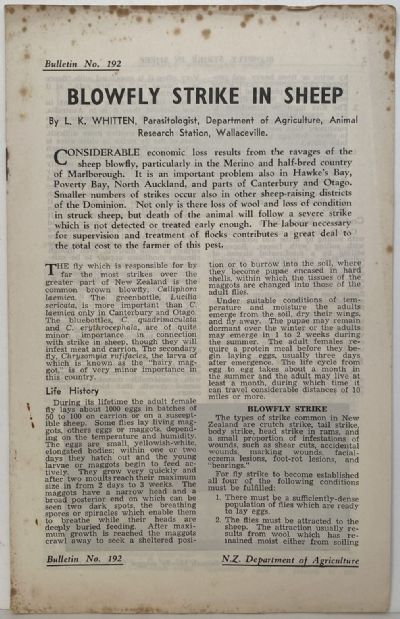 Bulletin No. 192
BLOWFLY STRIKE IN SHEEP
By L. K. WHITTEN, Parasitologist, Department of Agriculture, Animal
Research Station, Wallaceville.
CONSIDERABLE economic loss results from the ravages of the
sheep blowfly, particularly in the Merino and half-bred country
of Marlborough. It is an important problem also in Hawke's Bay,
Poverty Bay, North Auckland, and parts of Canterbury and Otago.
Smaller numbers of strikes occur also in other sheep-raising districts
of the Dominion. Not only is there loss of wool and loss of condition
in struck sheep, but death of the animal will follow a severe strike
which is not detected or treated early enough. The labour necessary
for supervision and treatment of flocks contributes a great deal to
the total cost to the farmer of this pest.
THE fly which is responsible for by
far the most strikes over the
greater part of New Zealand is the
common brown blowfly, Calliphora
laemica. The greenbottle, Lucilia
sericata, is more important than C.
laemica only in Canterbury and Otago.
The bluebottles, C. quadrimaculata
and C. erythrocephala, are of quite
minor importance in connection
with strike in sheep, though they will
infest meat and carrion. The secondary
fly, Chrysomyia rufifacies, the larva of
which is known as the "hairy mag-
got," is of very minor importance in
this country.
Life History
During its lifetime the adult female
fly lays about 1000 eggs in batches of
50 to 100 on carrion or on a suscept-
ible sheep. Some flies lay living mag-
gots, others eggs or maggots, depend-
ing on the temperature and humidity.
The eggs are small, yellowish-white,
elongated bodies; within one or two
days they hatch out and the young
larvae or maggots begin to feed ac-
tively. They grow very quickly and
after two moults reach their maximum
size in from 2 days to 3 weeks. The
maggots have a narrow head and a
broad posterior end on which can be
seen two dark spots, the breathing
spores or spiracles which enable them
to breathe while their heads are
deeply buried feeding. After maxi-
mum growth is reached the maggots
crawl away to seek a sheltered posi-
tion or to burrow into the soil, where
they become pupae encased in hard
shells, within which the tissues of the
maggots are changed into those of the
adult flies.
Under suitable conditions of tem-
perature and moisture the adults
emerge from the soil, dry their wings,
and fly away. The pupae may remain
dormant over the winter or the adults
may emerge in 1 to 2 weeks during
the summer. The adult females re-
quire a protein meal before they be-
gin laying eggs, usually three days
after emergence. The life cycle from
egg to egg takes about a month in
the summer and the adult may live at
least a month, during which time it
can travel considerable distances of 10
miles or more.
BLOWFLY STRIKE
The types of strike common in New
Zealand are crutch strike, tail strike,
body strike, head strike in rams, and
a small proportion of infestations of
wounds, such as shear cuts, accidental
wounds, marking wounds, facial-
eczema lesions, foot-rot lesions, and
"bearings."
For fly strike to become established
all four of the following conditions
must be fulfilled:
1. There must be a sufficiently-dense
population of flies which are ready
to lay eggs.
2. The flies must be attracted to the
sheep. The attraction usually re-
sults from wool which has re-
mained moist either from soiling
Bulletin No. 192
N.Z. Department of Agriculture